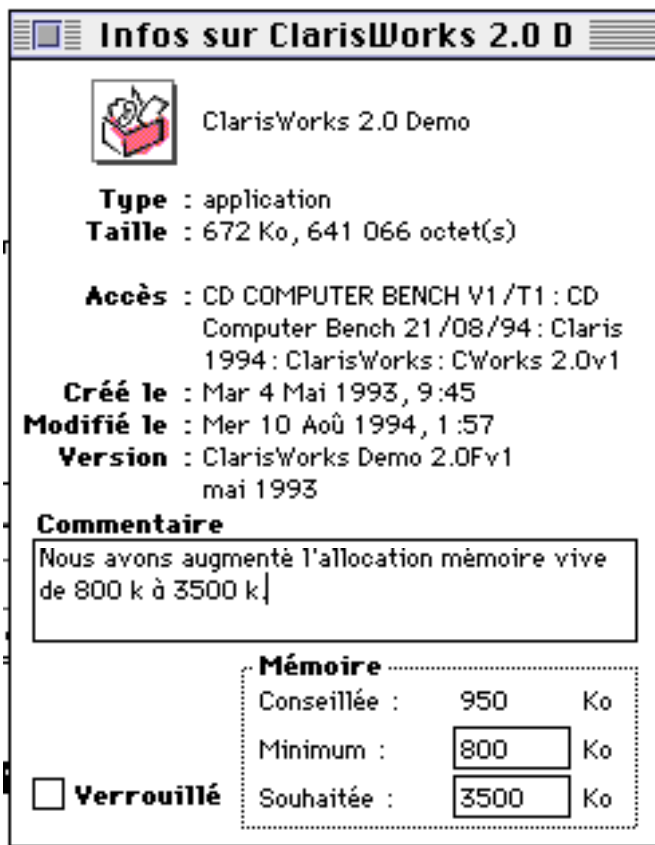 Infos sur ClarisWorks 2.0 D
ClarisWorks 2.0 Demo
Type : application
Taille : 672 Ko, 641 066 octet(s)
Accès : CD COMPUTER BENCH V1/T1 : CD
Computer Bench 21/08/94 : Claris
1994 : ClarisWorks : CWorks 2.0v1
Créé le : Mar 4 Mai 1993, 9:45
Modifié le : Mer 10 Aoû 1994, 1:57
Version : ClarisWorks Demo 2.0Fv1
mai 1993
Commentaire
Nous avons augmenté l'allocation mémoire vive
de 800 k à 3500 k.
Mémoire
Conseillée : 950 Ko
Minimum : 800 Ko
Verrouillé Souhaitée : 3500 Ko